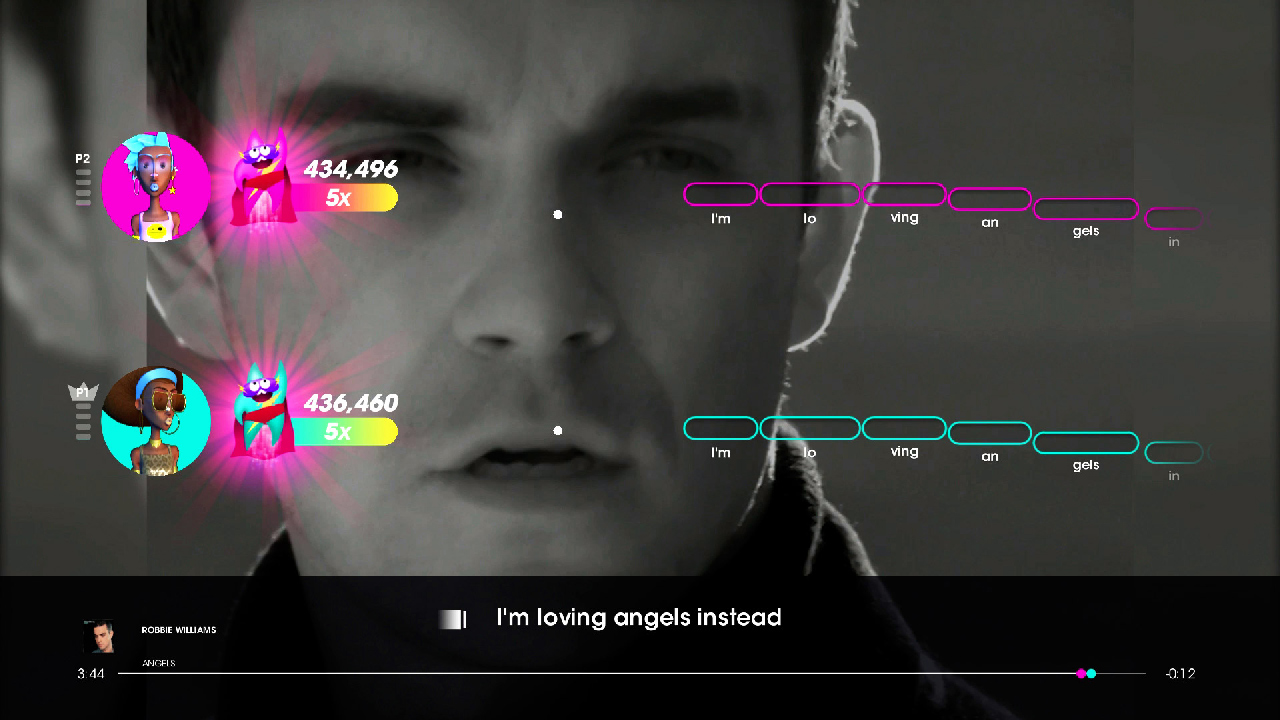 P2
434,496
5x
I'm lo ving an gels in
P1
436,460
5x
I'm lo ving an gels in
I'm loving angels instead
ROBBIE WILLIAMS
ANGELS
3:44
-0:12